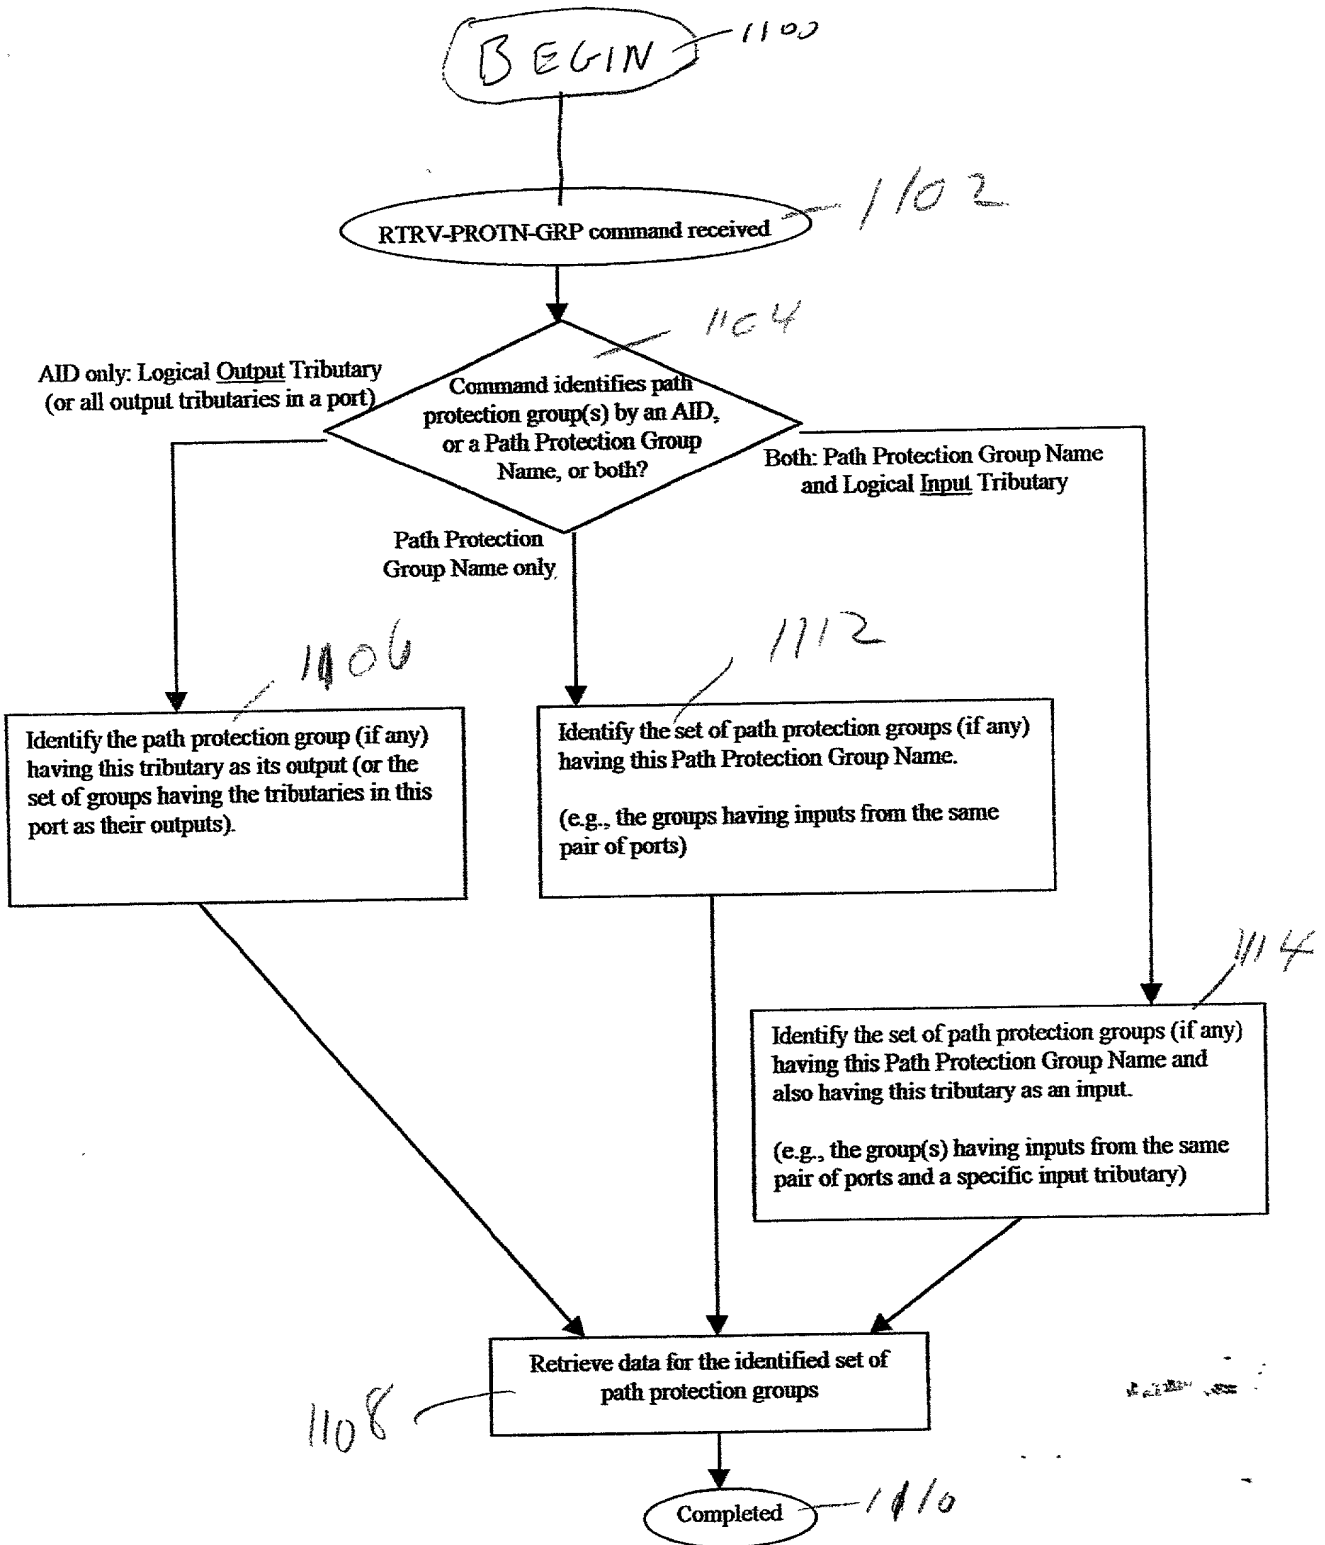 BEGIN
1100
RTRV-PROTN-GRP command received
1102
1104
AID only: Logical Output Tributary
(or all output tributaries in a port)
Command identifies path
protection group(s) by an AID,
or a Path Protection Group
Name, or both?
Both: Path Protection Group Name
and Logical Input Tributary
Path Protection
Group Name only
1106
1112
Identify the path protection group (if any)
having this tributary as its output (or the
set of groups having the tributaries in this
port as their outputs).
Identify the set of path protection groups (if any)
having this Path Protection Group Name.
(e.g., the groups having inputs from the same
pair of ports)
1114
Identify the set of path protection groups (if any)
having this Path Protection Group Name and
also having this tributary as an input.
(e.g., the group(s) having inputs from the same
pair of ports and a specific input tributary)
Retrieve data for the identified set of
path protection groups
1108
Completed
1110